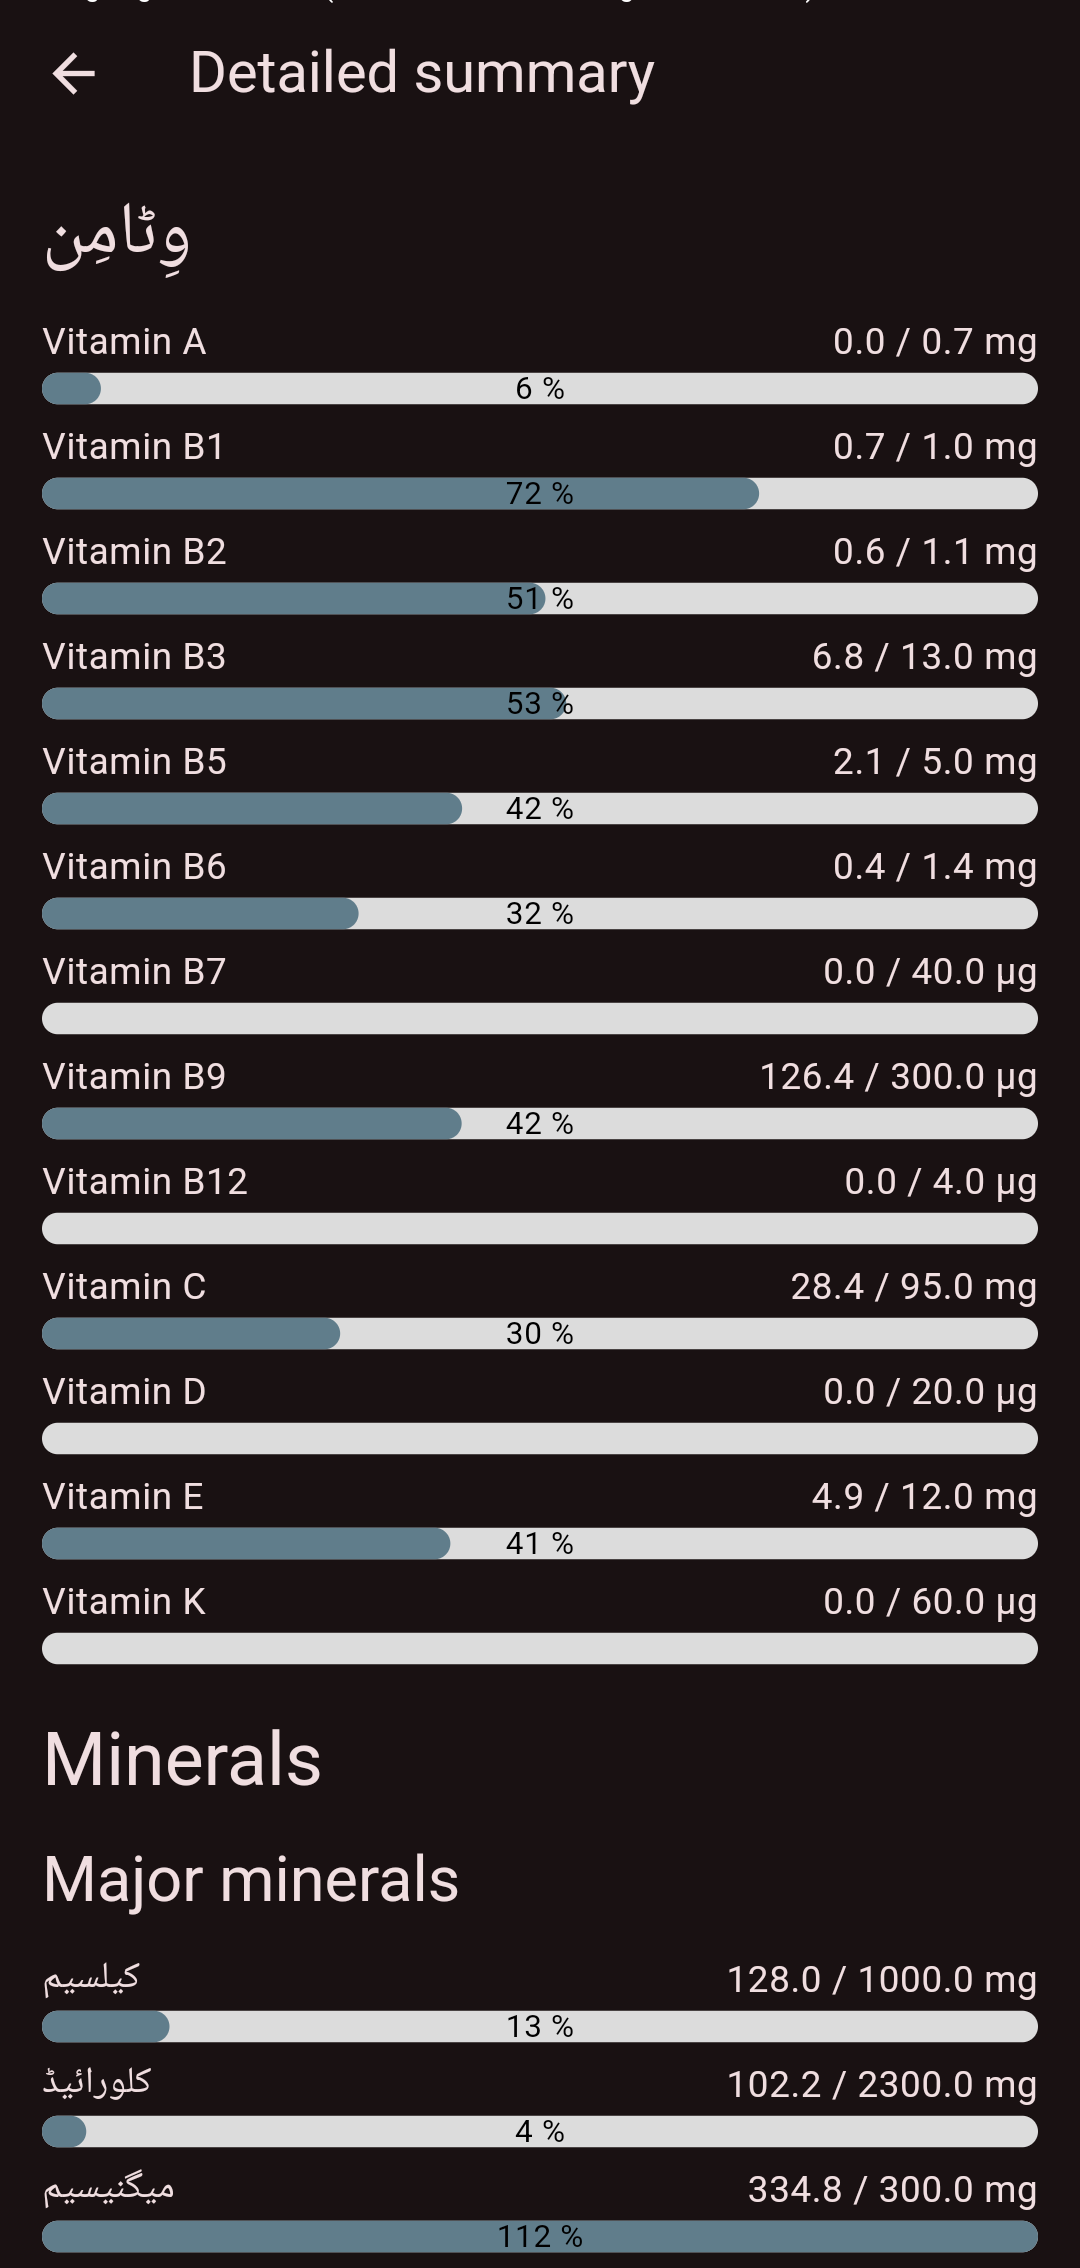 Detailed summary
وِٹامِن
Vitamin A 0.0 / 0.7 mg
6 %
Vitamin B1 0.7 / 1.0 mg
72 %
Vitamin B2 0.6 / 1.1 mg
51 %
Vitamin B3 6.8 / 13.0 mg
53 %
Vitamin B5 2.1 / 5.0 mg
42 %
Vitamin B6 0.4 / 1.4 mg
32 %
Vitamin B7 0.0 / 40.0 µg
Vitamin B9 126.4 / 300.0 µg
42 %
Vitamin B12 0.0 / 4.0 µg
Vitamin C 28.4 / 95.0 mg
30 %
Vitamin D 0.0 / 20.0 µg
Vitamin E 4.9 / 12.0 mg
41 %
Vitamin K 0.0 / 60.0 µg
Minerals
Major minerals
کیلسیم 128.0 / 1000.0 mg
13 %
کلورائیڈ 102.2 / 2300.0 mg
4 %
میگنیسیم 334.8 / 300.0 mg
112 %